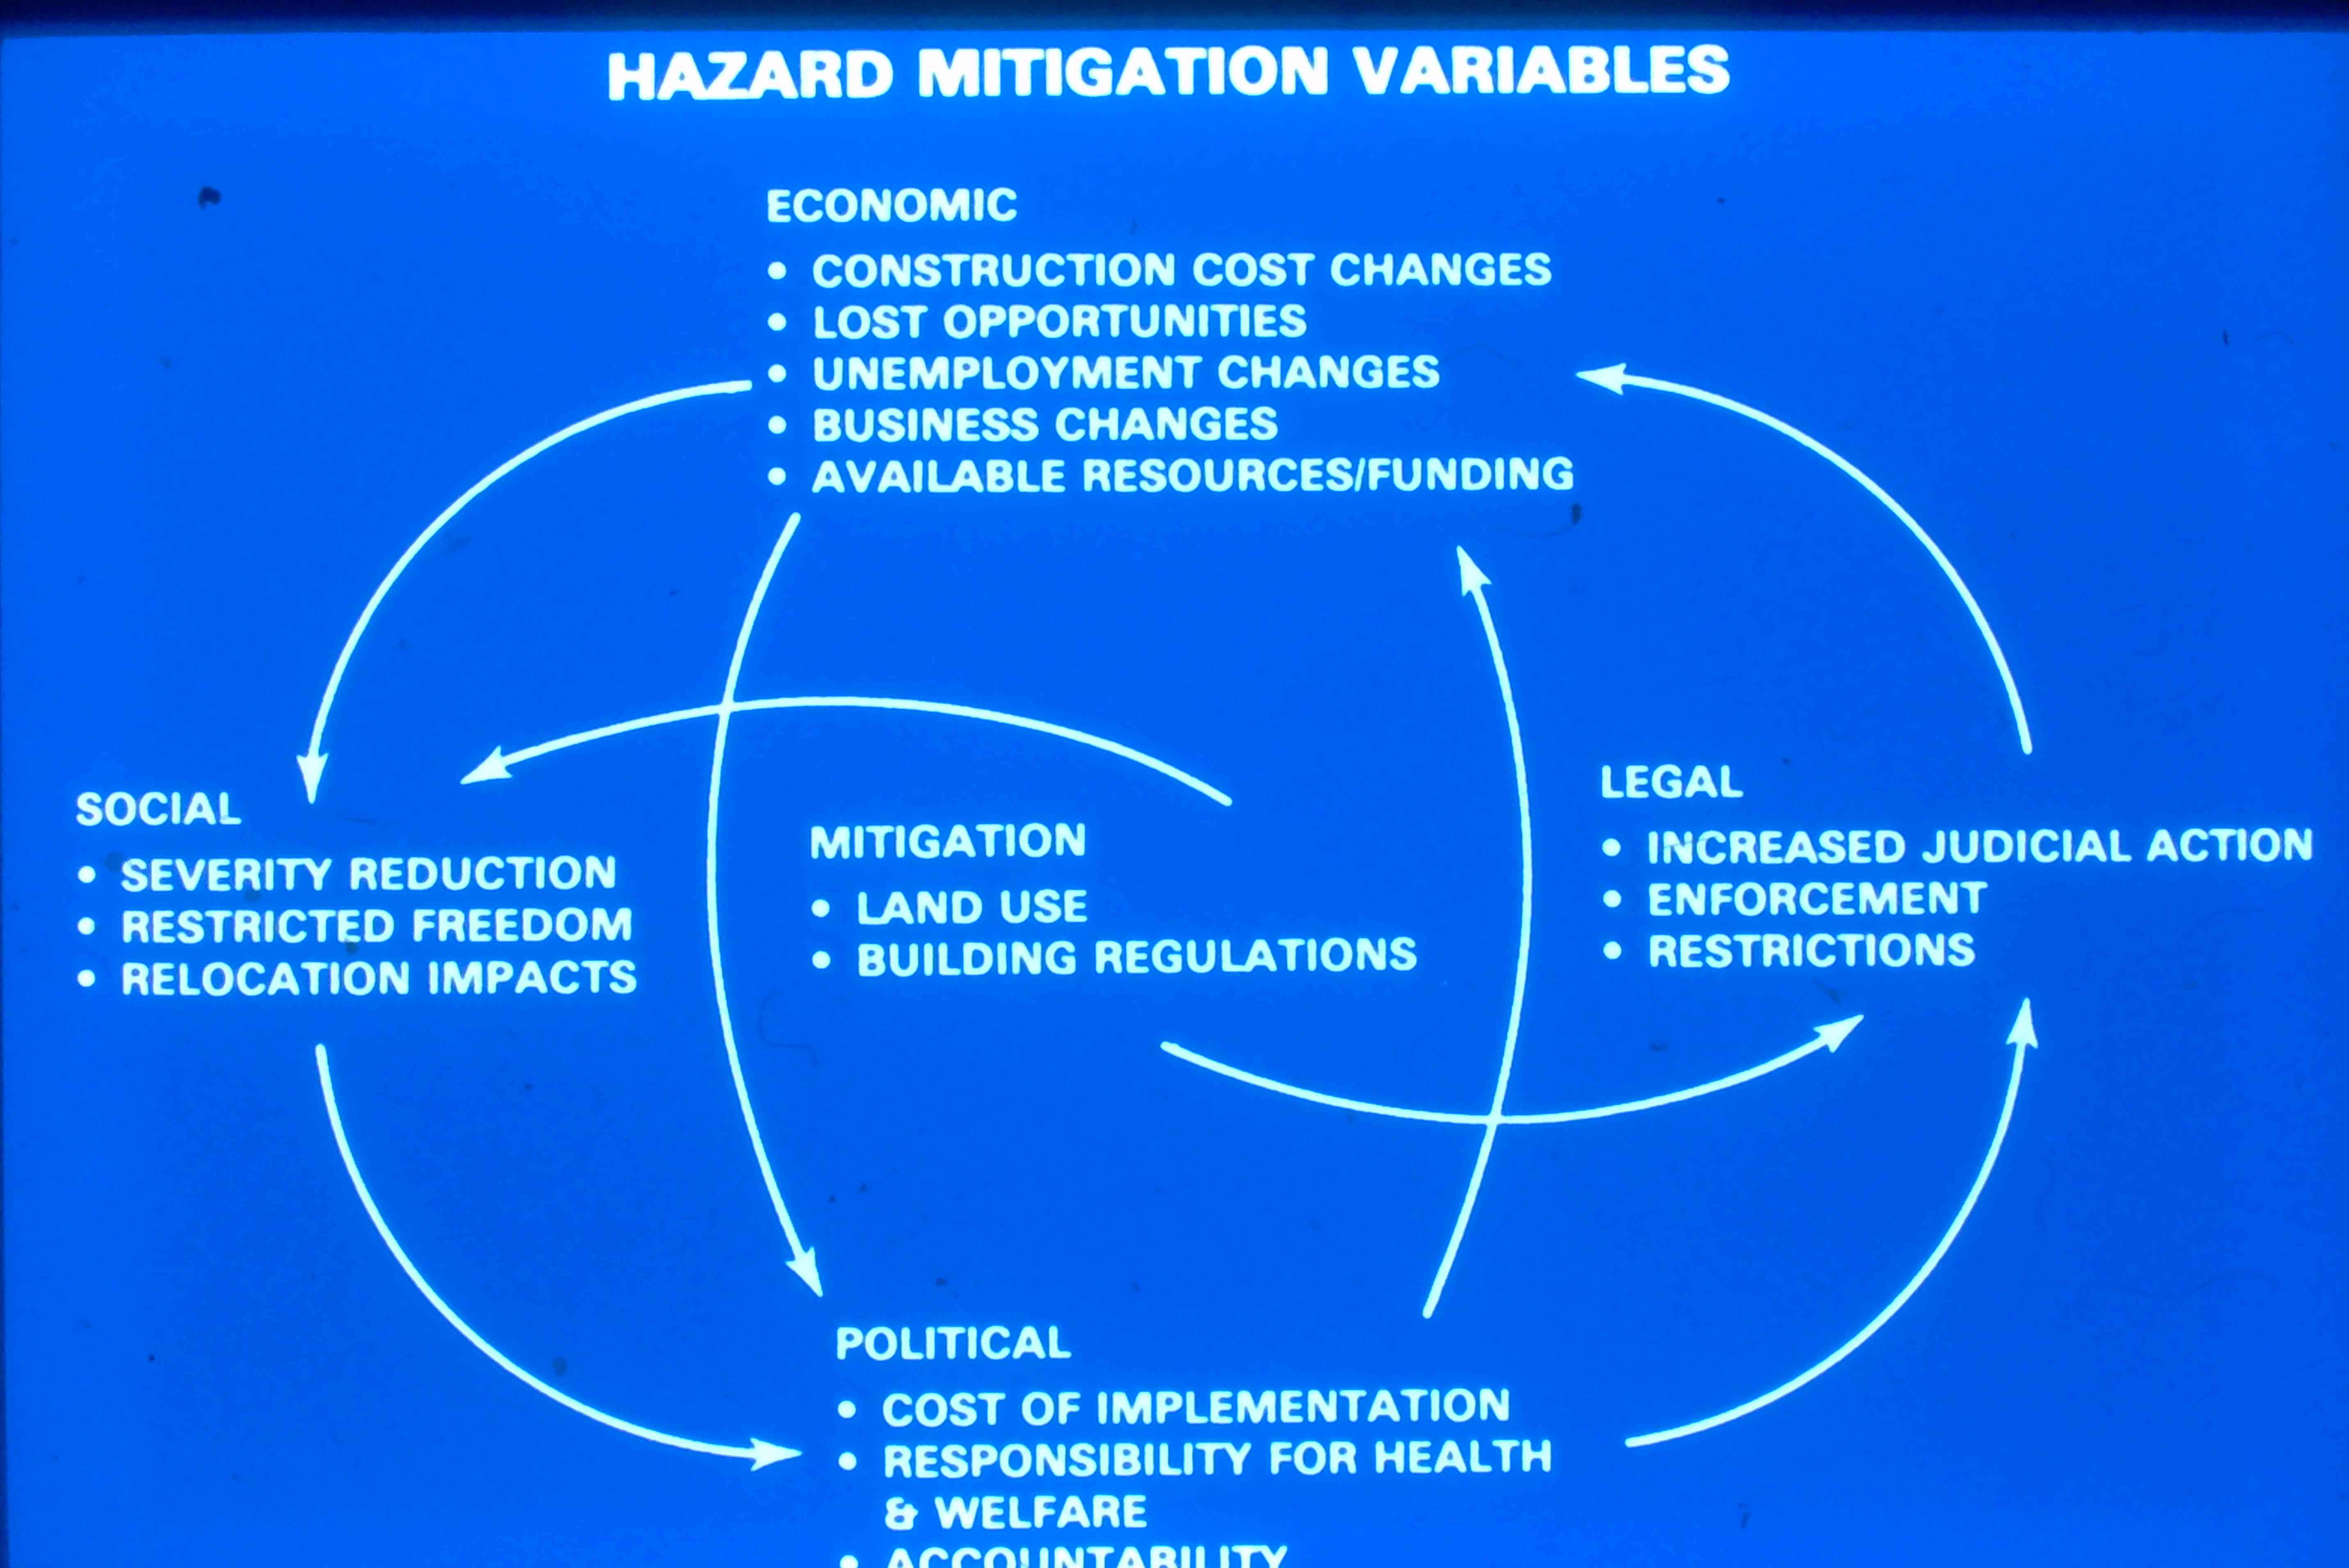 HAZARD MITIGATION VARIABLES
ECONOMIC
• CONSTRUCTION COST CHANGES
• LOST OPPORTUNITIES
• UNEMPLOYMENT CHANGES
• BUSINESS CHANGES
• AVAILABLE RESOURCES/FUNDING
SOCIAL
• SEVERITY REDUCTION
• RESTRICTED FREEDOM
• RELOCATION IMPACTS
MITIGATION
• LAND USE
• BUILDING REGULATIONS
LEGAL
• INCREASED JUDICIAL ACTION
• ENFORCEMENT
• RESTRICTIONS
POLITICAL
• COST OF IMPLEMENTATION
• RESPONSIBILITY FOR HEALTH
& WELFARE
• ACCOUNTABILITY